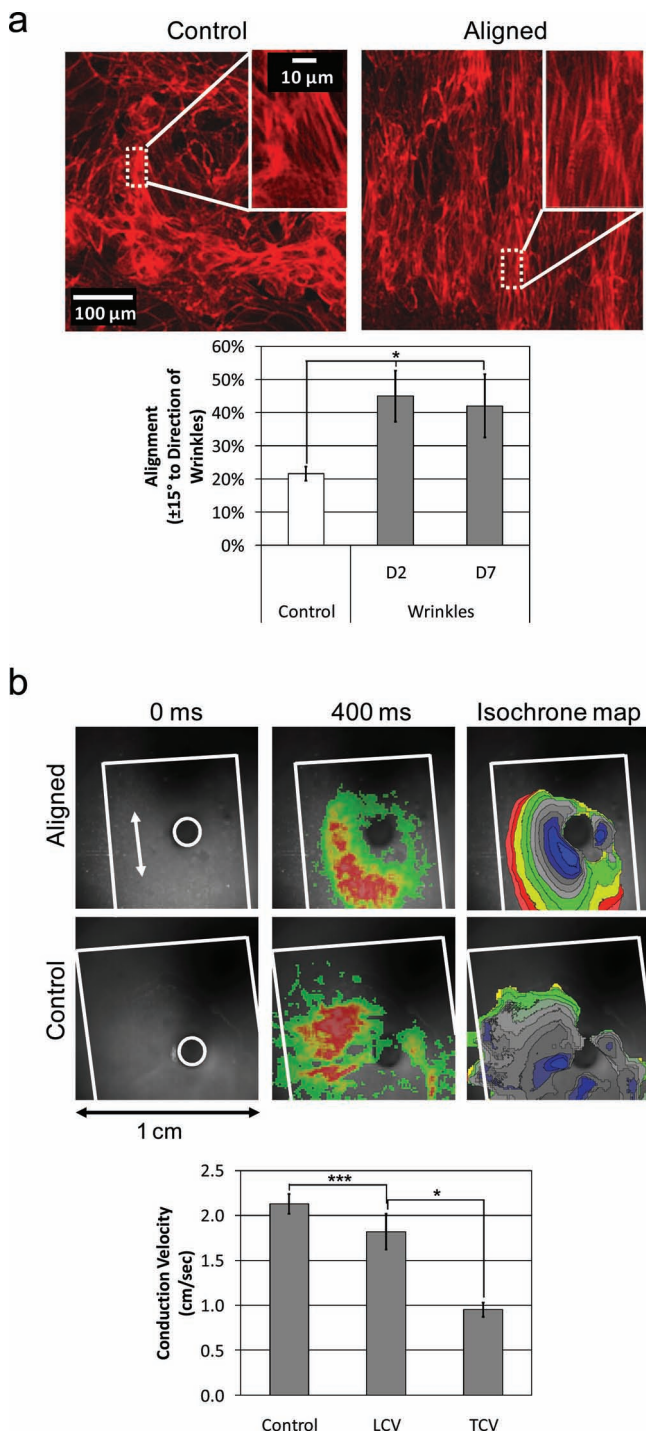 a
Control
Aligned
10 µm
100 µm
Alignment
(±15° to Direction of
Wrinkles)
60%
50%
40%
30%
20%
10%
0%
*
D2
D7
Control
Wrinkles
b
0 ms
400 ms
Isochrone map
Aligned
Control
1 cm
Conduction Velocity
(cm/sec)
2.5
2.0
1.5
1.0
0.5
0.0
***
*
Control
LCV
TCV